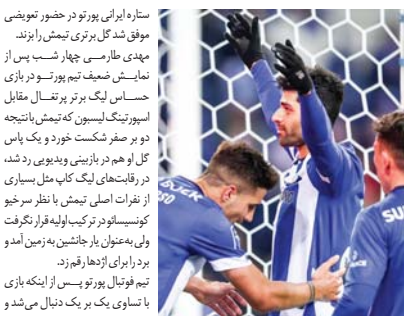 ستاره ایرانی پورتو در حضور تعویضی
موفق شد گل برتری تیمش را بزند.
مهدی طارمی چهار شب پس از
نمایش ضعیف تیم پورتو در بازی
حساس لیگ برتر پرتغال مقابل
اسپورتینگ لیسبون که تیمش با نتیجه
دو بر صفر شکست خورد و یک پاس
گل او هم در بازبینی ویدیویی رد شد،
در رقابت‌های لیگ کاپ مثل بسیاری
از نفرات اصلی تیمش با نظر سرخیو
کونسیسائو در ترکیب اولیه قرار نگرفت
ولی به‌عنوان یار جانشین به زمین آمد و
برد را برای اژدها رقم زد.
تیم فوتبال پورتو پس از اینکه بازی
با تساوی یک بر یک دنبال می‌شد و